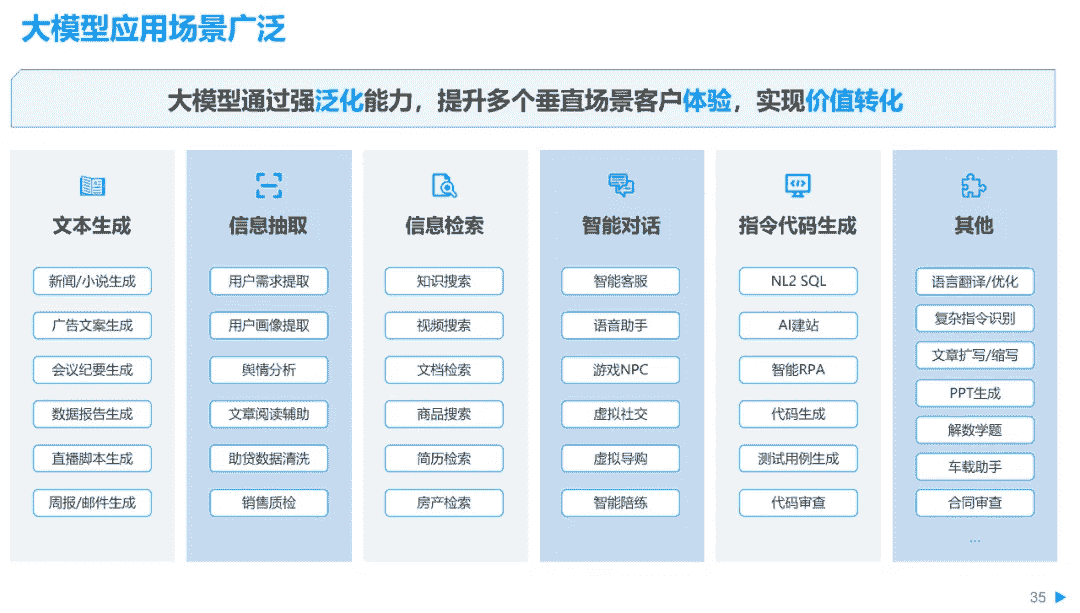 大模型应用场景广泛
大模型通过强泛化能力，提升多个垂直场景客户体验，实现价值转化
文本生成
新闻/小说生成
广告文案生成
会议纪要生成
数据报告生成
直播脚本生成
周报/邮件生成
信息抽取
用户需求提取
用户画像提取
舆情分析
文章阅读辅助
助贷数据清洗
销售质检
信息检索
知识搜索
视频搜索
文档检索
商品搜索
简历检索
房产检索
智能对话
智能客服
语音助手
游戏NPC
虚拟社交
虚拟导购
智能陪练
指令代码生成
NL2 SQL
AI建站
智能RPA
代码生成
测试用例生成
代码审查
其他
语言翻译/优化
复杂指令识别
文章扩写/缩写
PPT生成
解数学题
车载助手
合同审查
...
35